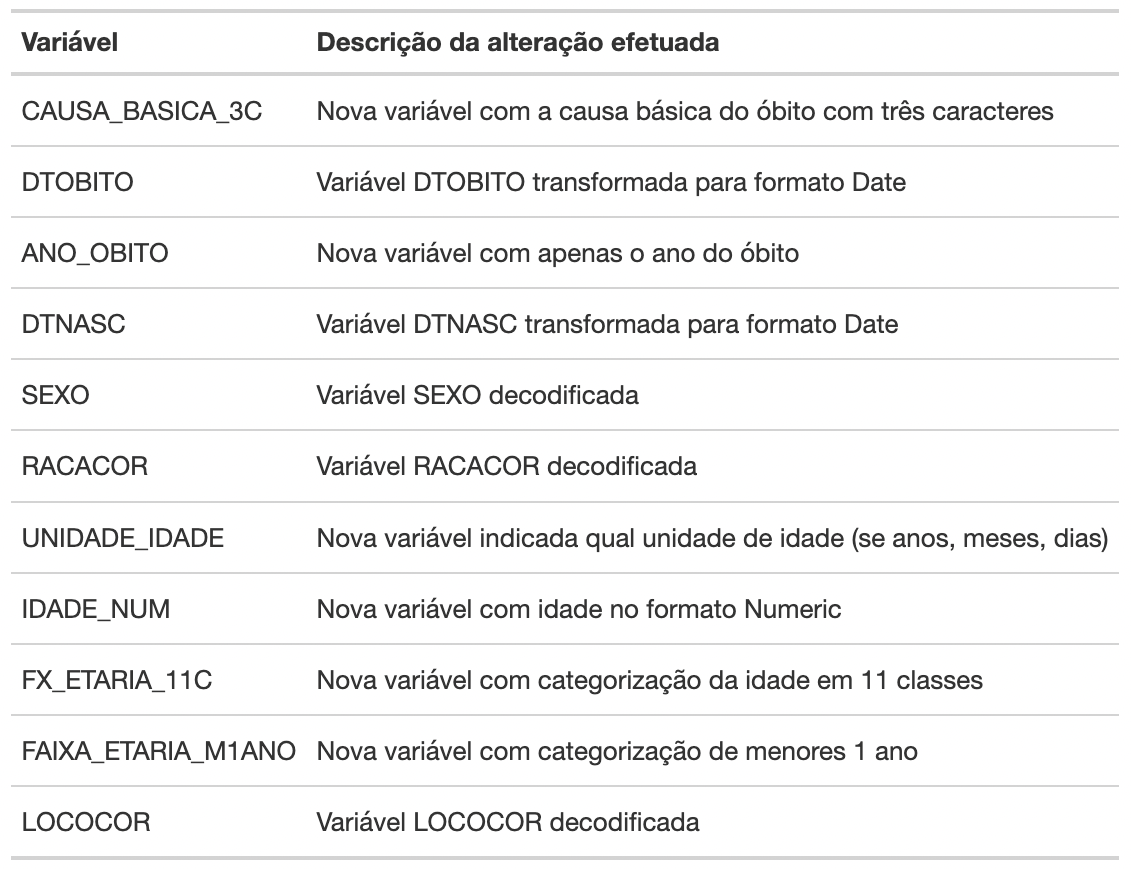 Variável Descrição da alteração efetuada
CAUSA_BASICA_3C Nova variável com a causa básica do óbito com três caracteres
DTOBITO Variável DTOBITO transformada para formato Date
ANO_OBITO Nova variável com apenas o ano do óbito
DTNASC Variável DTNASC transformada para formato Date
SEXO Variável SEXO decodificada
RACACOR Variável RACACOR decodificada
UNIDADE_IDADE Nova variável indicada qual unidade de idade (se anos, meses, dias)
IDADE_NUM Nova variável com idade no formato Numeric
FX_ETARIA_11C Nova variável com categorização da idade em 11 classes
FAIXA_ETARIA_M1ANO Nova variável com categorização de menores 1 ano
LOCOCOR Variável LOCOCOR decodificada